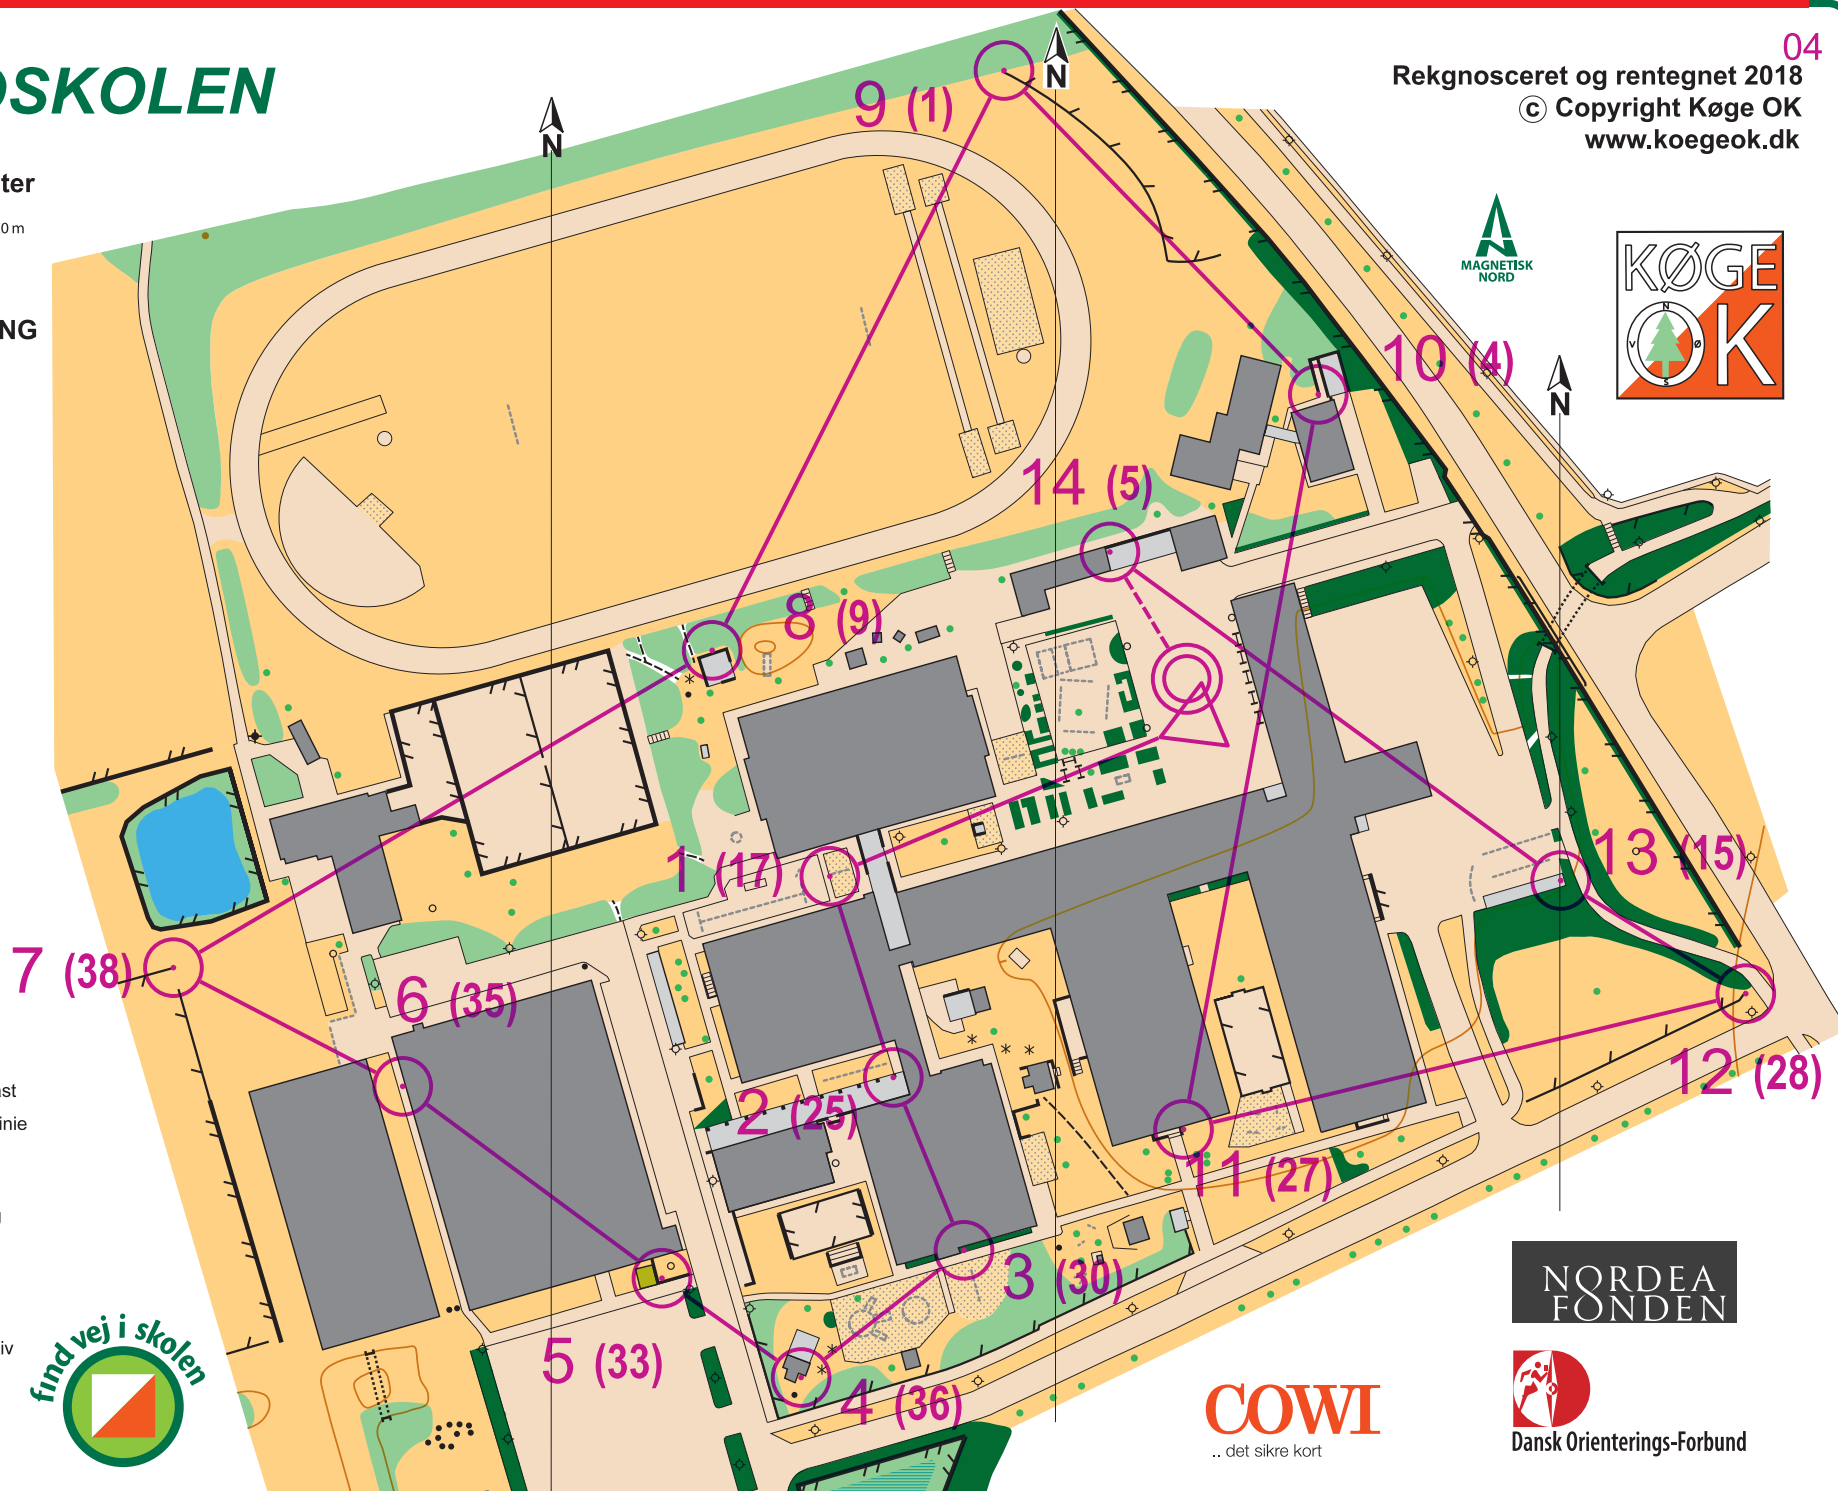 04
Rekgnosceret og rentegnet 2018
© Copyright Køge OK
www.koegeok.dk
DSKOLEN
ter
0 m
NG
N
N
N
MAGNETISK
NORD
KØGE
OK
N
V
Ø
S
9 (1)
10 (4)
14 (5)
8 (9)
1 (17)
13 (15)
7 (38)
6 (35)
2 (25)
12 (28)
11 (27)
3 (30)
5 (33)
4 (36)
ast
inie
iv
find vej i skolen
NORDEA
FONDEN
COWI
.. det sikre kort
Dansk Orienterings-Forbund